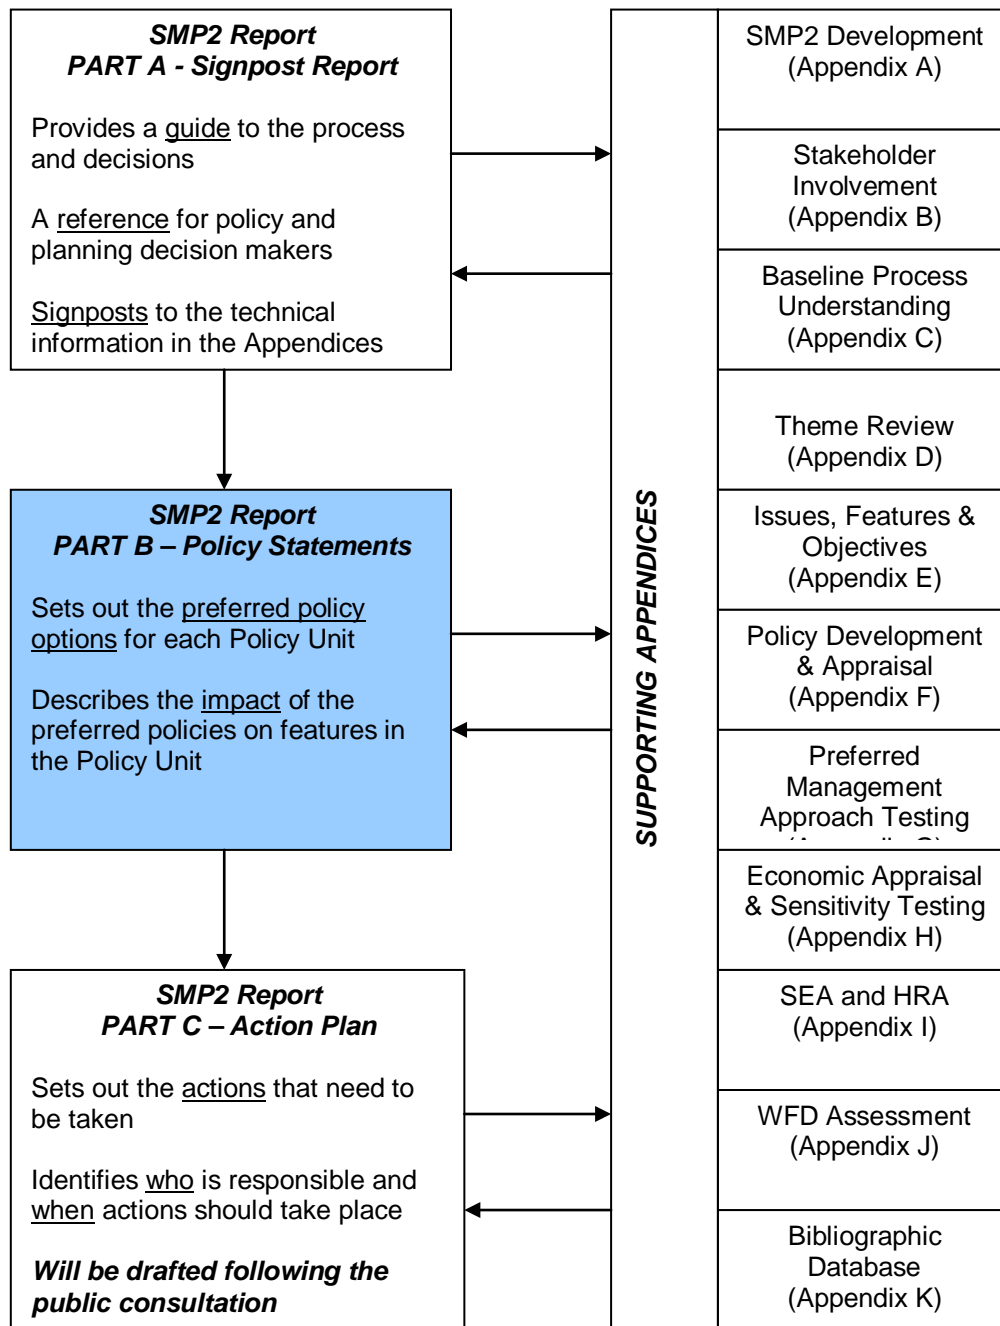 SMP2 Report
PART A - Signpost Report
Provides a guide to the process
and decisions
A reference for policy and
planning decision makers
Signposts to the technical
information in the Appendices
SMP2 Report
PART B – Policy Statements
Sets out the preferred policy
options for each Policy Unit
Describes the impact of the
preferred policies on features in
the Policy Unit
SMP2 Report
PART C – Action Plan
Sets out the actions that need to
be taken
Identifies who is responsible and
when actions should take place
Will be drafted following the
public consultation
SUPPORTING APPENDICES
SMP2 Development
(Appendix A)
Stakeholder
Involvement
(Appendix B)
Baseline Process
Understanding
(Appendix C)
Theme Review
(Appendix D)
Issues, Features &
Objectives
(Appendix E)
Policy Development
& Appraisal
(Appendix F)
Preferred
Management
Approach Testing
Economic Appraisal
& Sensitivity Testing
(Appendix H)
SEA and HRA
(Appendix I)
WFD Assessment
(Appendix J)
Bibliographic
Database
(Appendix K)